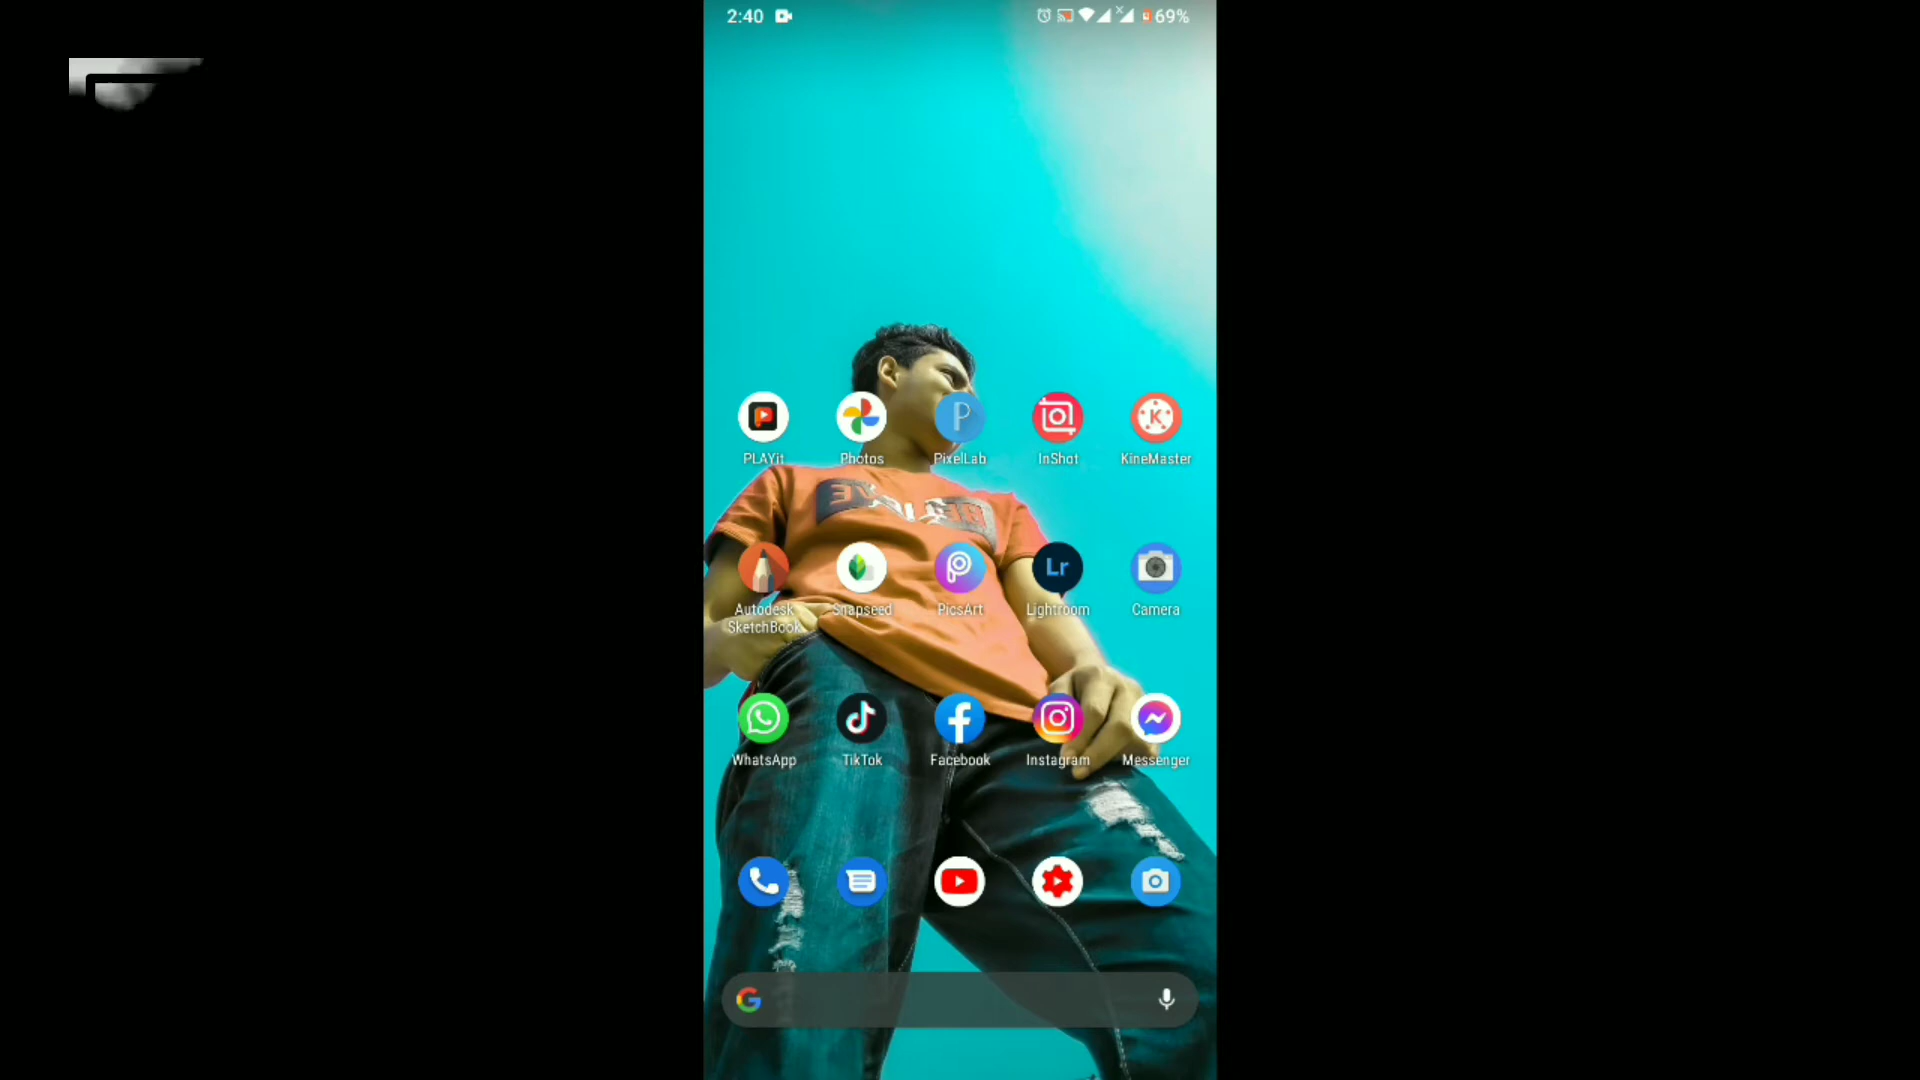 2:40 69%
PLAYit Photos PixelLab InShot KineMaster
Autodesk SketchBook Snapseed PicsArt Lightroom Camera
WhatsApp TikTok Facebook Instagram Messenger
P
K
Lr
G